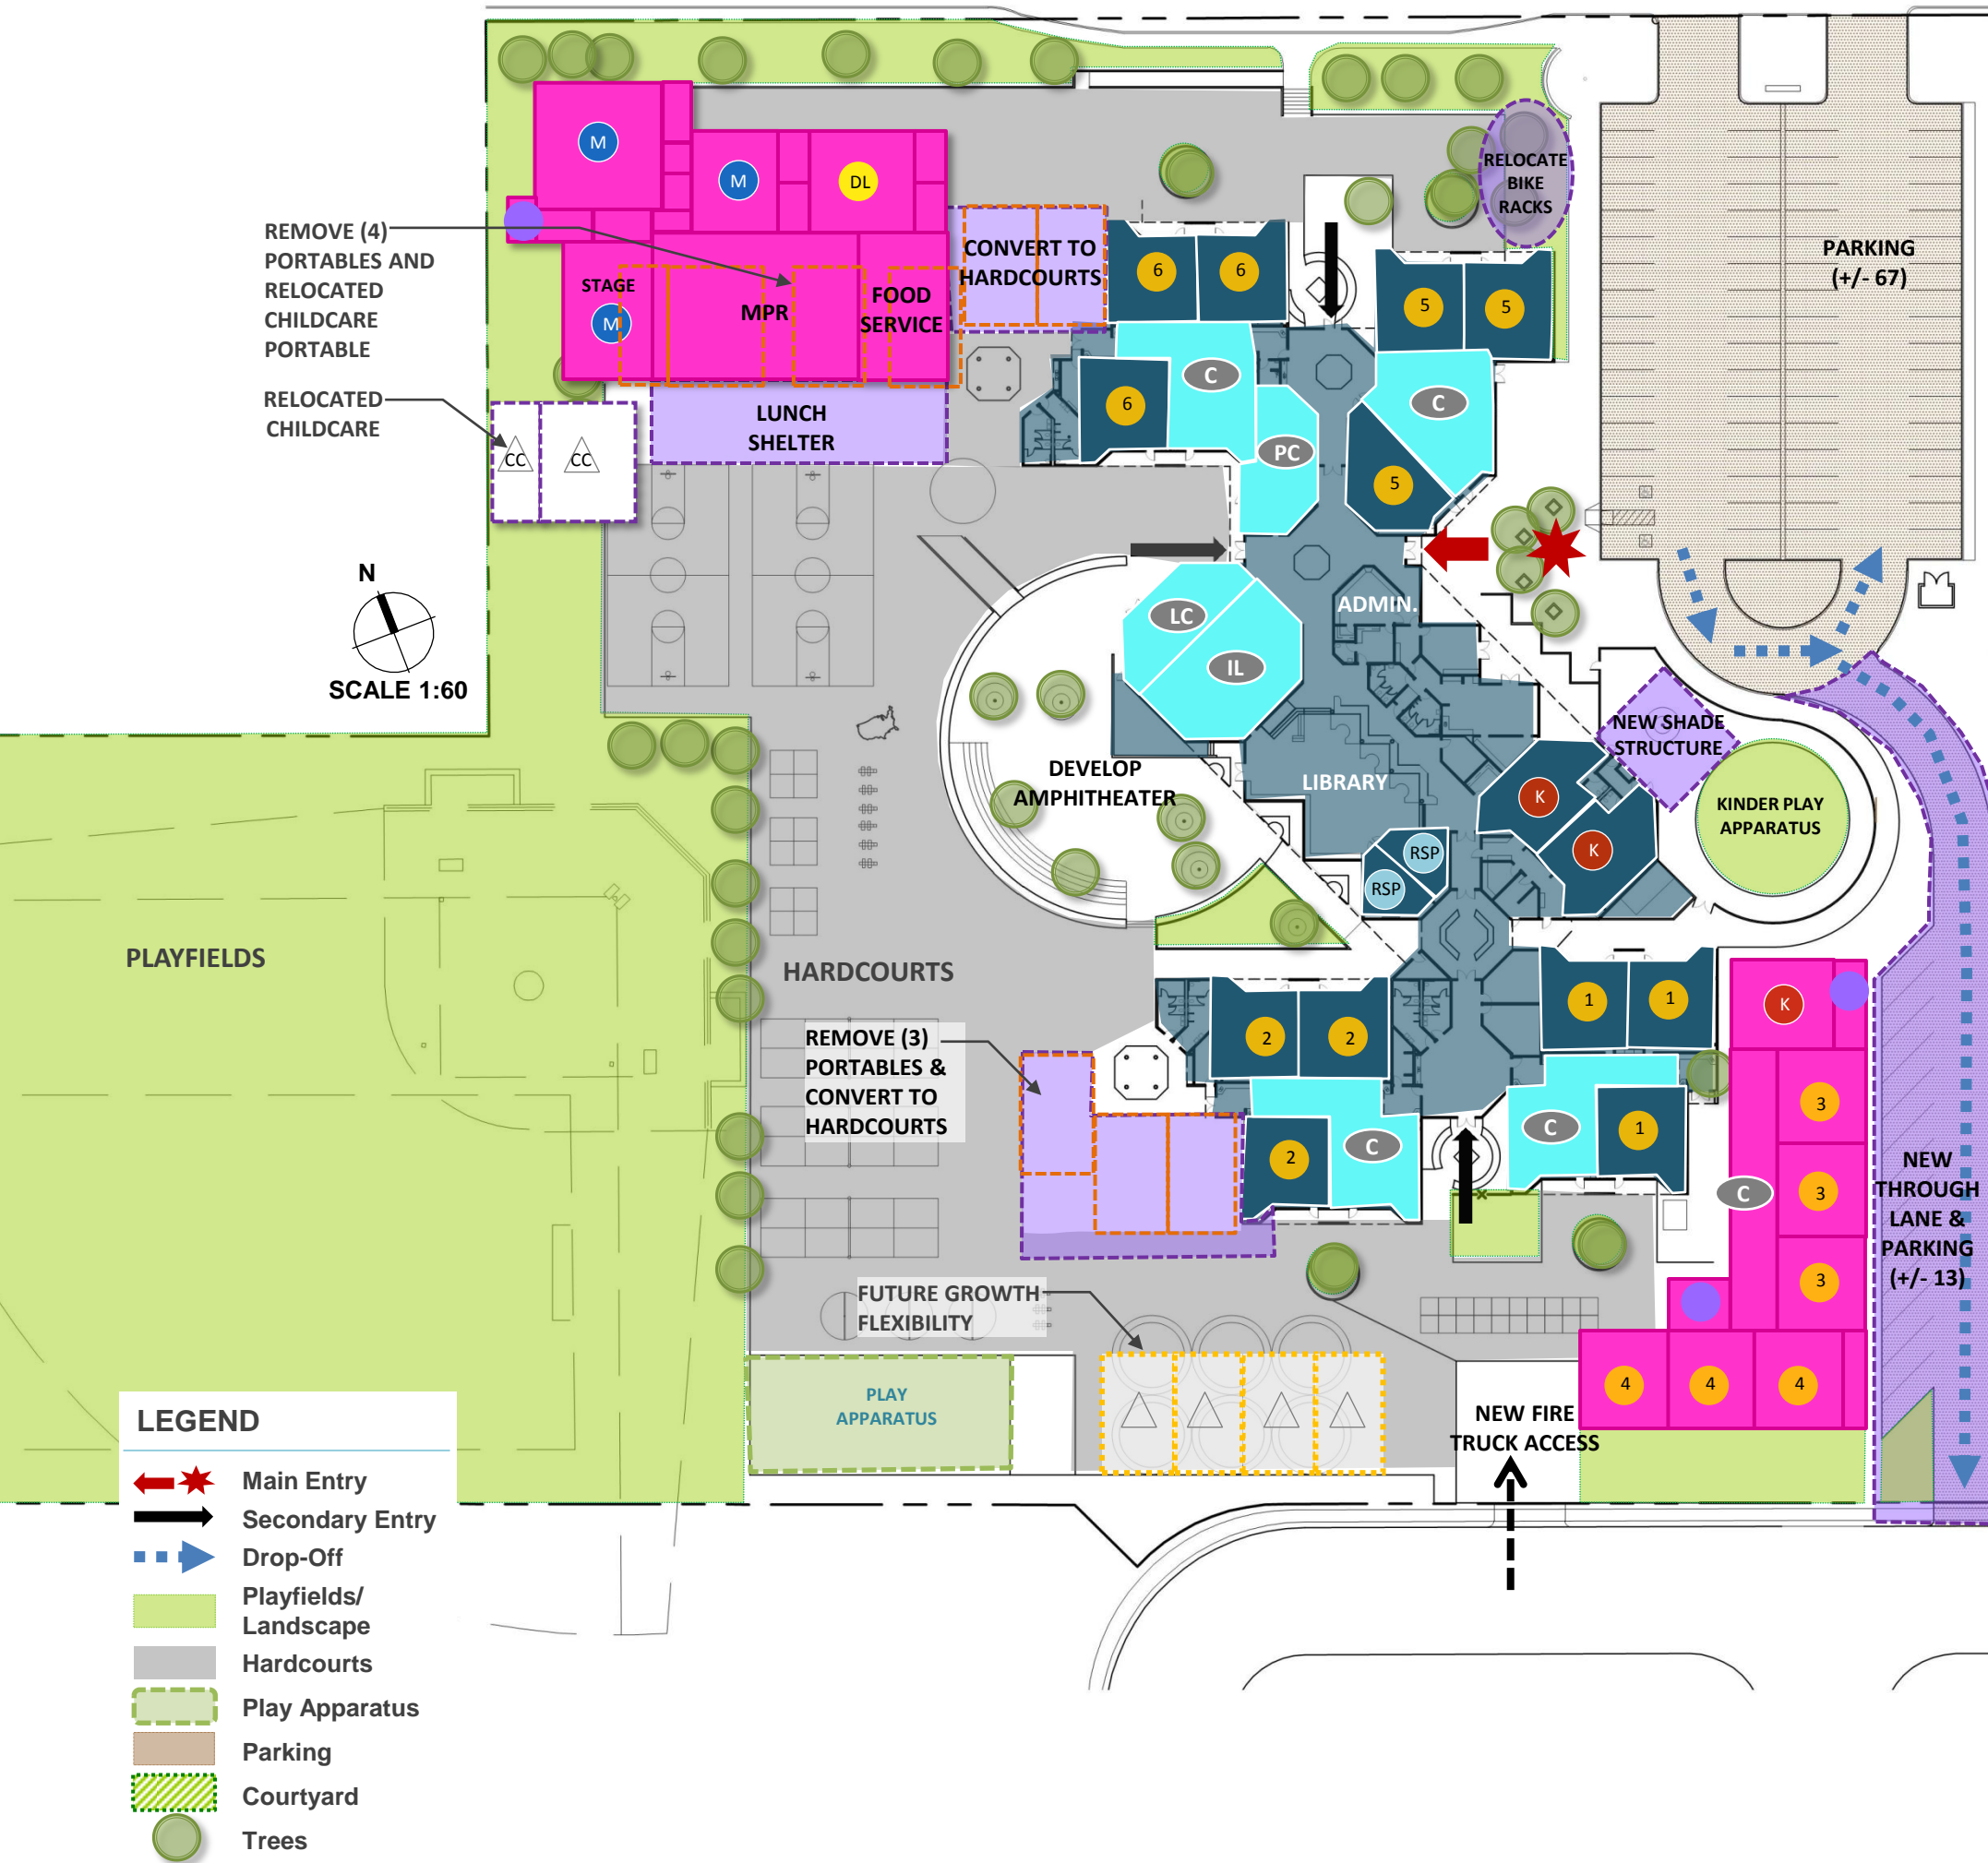 M
M
DL
REMOVE (4)
PORTABLES AND
RELOCATED
CHILDCARE
PORTABLE
RELOCATED
CHILDCARE
STAGE
M
MPR
FOOD
SERVICE
CONVERT TO
HARDCOURTS
LUNCH
SHELTER
CC
CC
6
6
6
C
PC
5
5
C
5
RELOCATE
BIKE
RACKS
PARKING
(+/- 67)
N
SCALE 1:60
LC
IL
ADMIN.
LIBRARY
DEVELOP
AMPHITHEATER
NEW SHADE
STRUCTURE
KINDER PLAY
APPARATUS
K
K
RSP
RSP
PLAYFIELDS
HARDCOURTS
REMOVE (3)
PORTABLES &
CONVERT TO
HARDCOURTS
2
2
2
C
1
1
1
C
K
3
3
3
C
4
4
4
NEW
THROUGH
LANE &
PARKING
(+/- 13)
FUTURE GROWTH
FLEXIBILITY
PLAY
APPARATUS
NEW FIRE
TRUCK ACCESS
LEGEND
Main Entry
Secondary Entry
Drop-Off
Playfields/
Landscape
Hardcourts
Play Apparatus
Parking
Courtyard
Trees